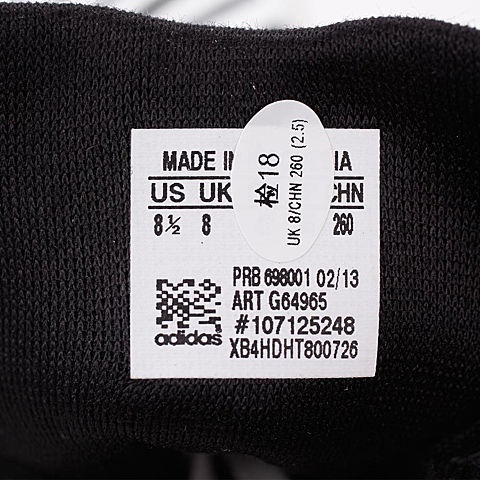 MADE IN IA
US UK CHN
8½ 8 260
检18
UK 8/CHN 260 (2.5)
PRB 698001 02/13
ART G64965
#107125248
XB4HDHT800726
adidas